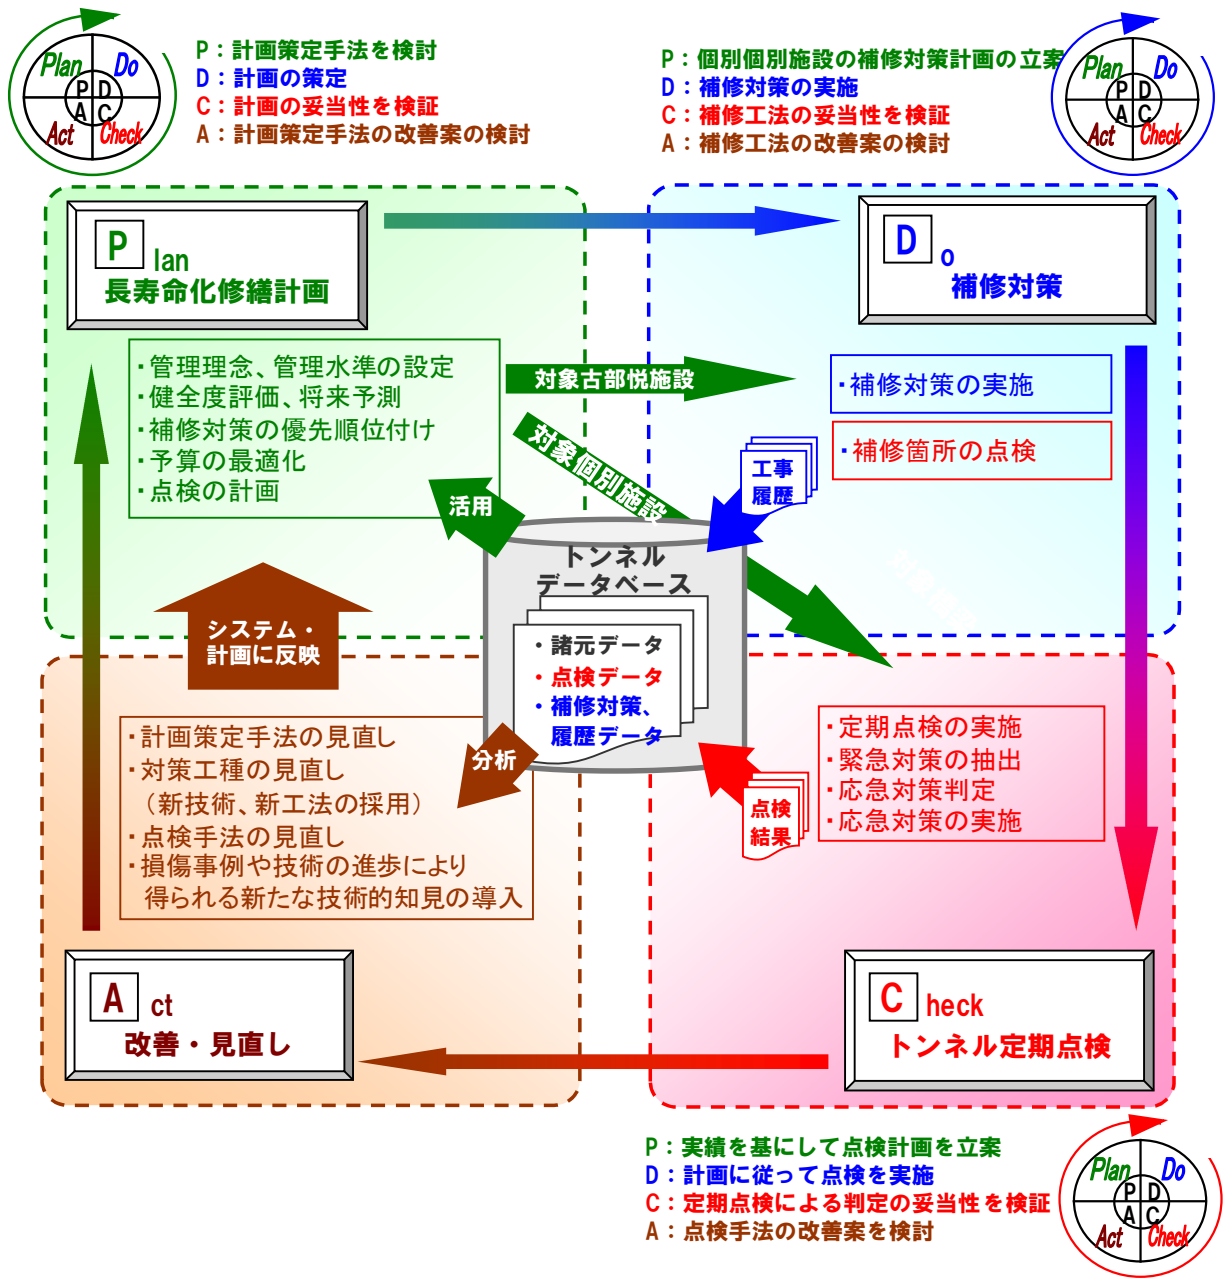 Plan
Do
P
D
A
C
Act
Check
P：計画策定手法を検討
D：計画の策定
C：計画の妥当性を検証
A：計画策定手法の改善案の検討
P：個別個別施設の補修対策計画の立案
D：補修対策の実施
C：補修工法の妥当性を検証
A：補修工法の改善案の検討
Plan
Do
P
D
A
C
Act
Check
P lan
長寿命化修繕計画
D o
補修対策
・管理理念、管理水準の設定
・健全度評価、将来予測
・補修対策の優先順位付け
・予算の最適化
・点検の計画
対象古部悦施設
対象個別施設
・補修対策の実施
・補修箇所の点検
工事
履歴
活用
トンネル
データベース
・諸元データ
・点検データ
・補修対策、
履歴データ
システム・
計画に反映
分析
点検
結果
・計画策定手法の見直し
・対策工種の見直し
（新技術、新工法の採用）
・点検手法の見直し
・損傷事例や技術の進歩により
得られる新たな技術的知見の導入
・定期点検の実施
・緊急対策の抽出
・応急対策判定
・応急対策の実施
A ct
改善・見直し
C heck
トンネル定期点検
P：実績を基にして点検計画を立案
D：計画に従って点検を実施
C：定期点検による判定の妥当性を検証
A：点検手法の改善案を検討
Plan
Do
P
D
A
C
Act
Check